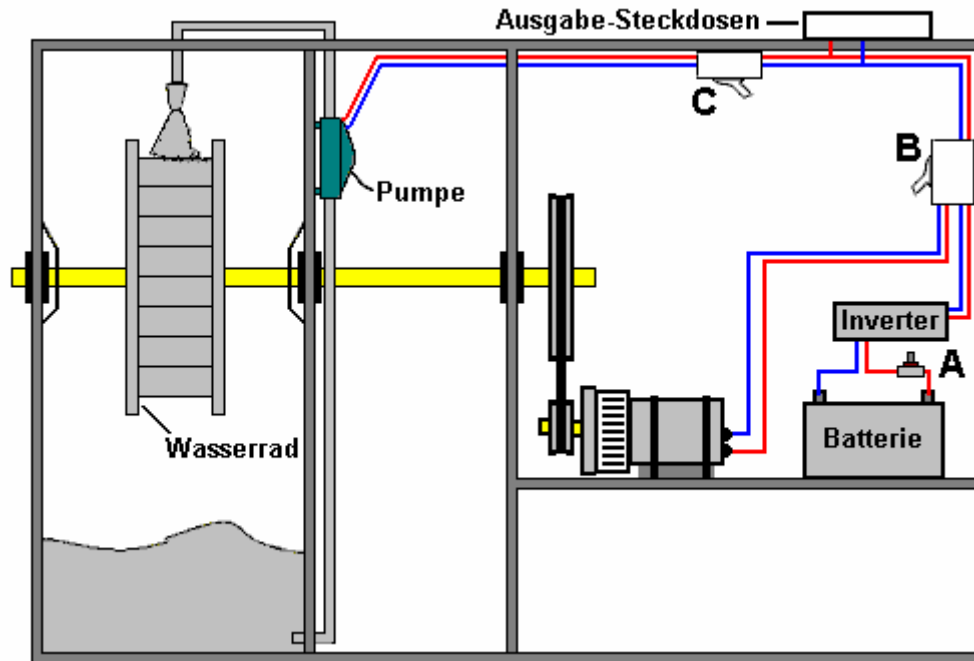 Ausgabe-Steckdosen
C
B
Pumpe
Inverter
A
Batterie
Wasserrad